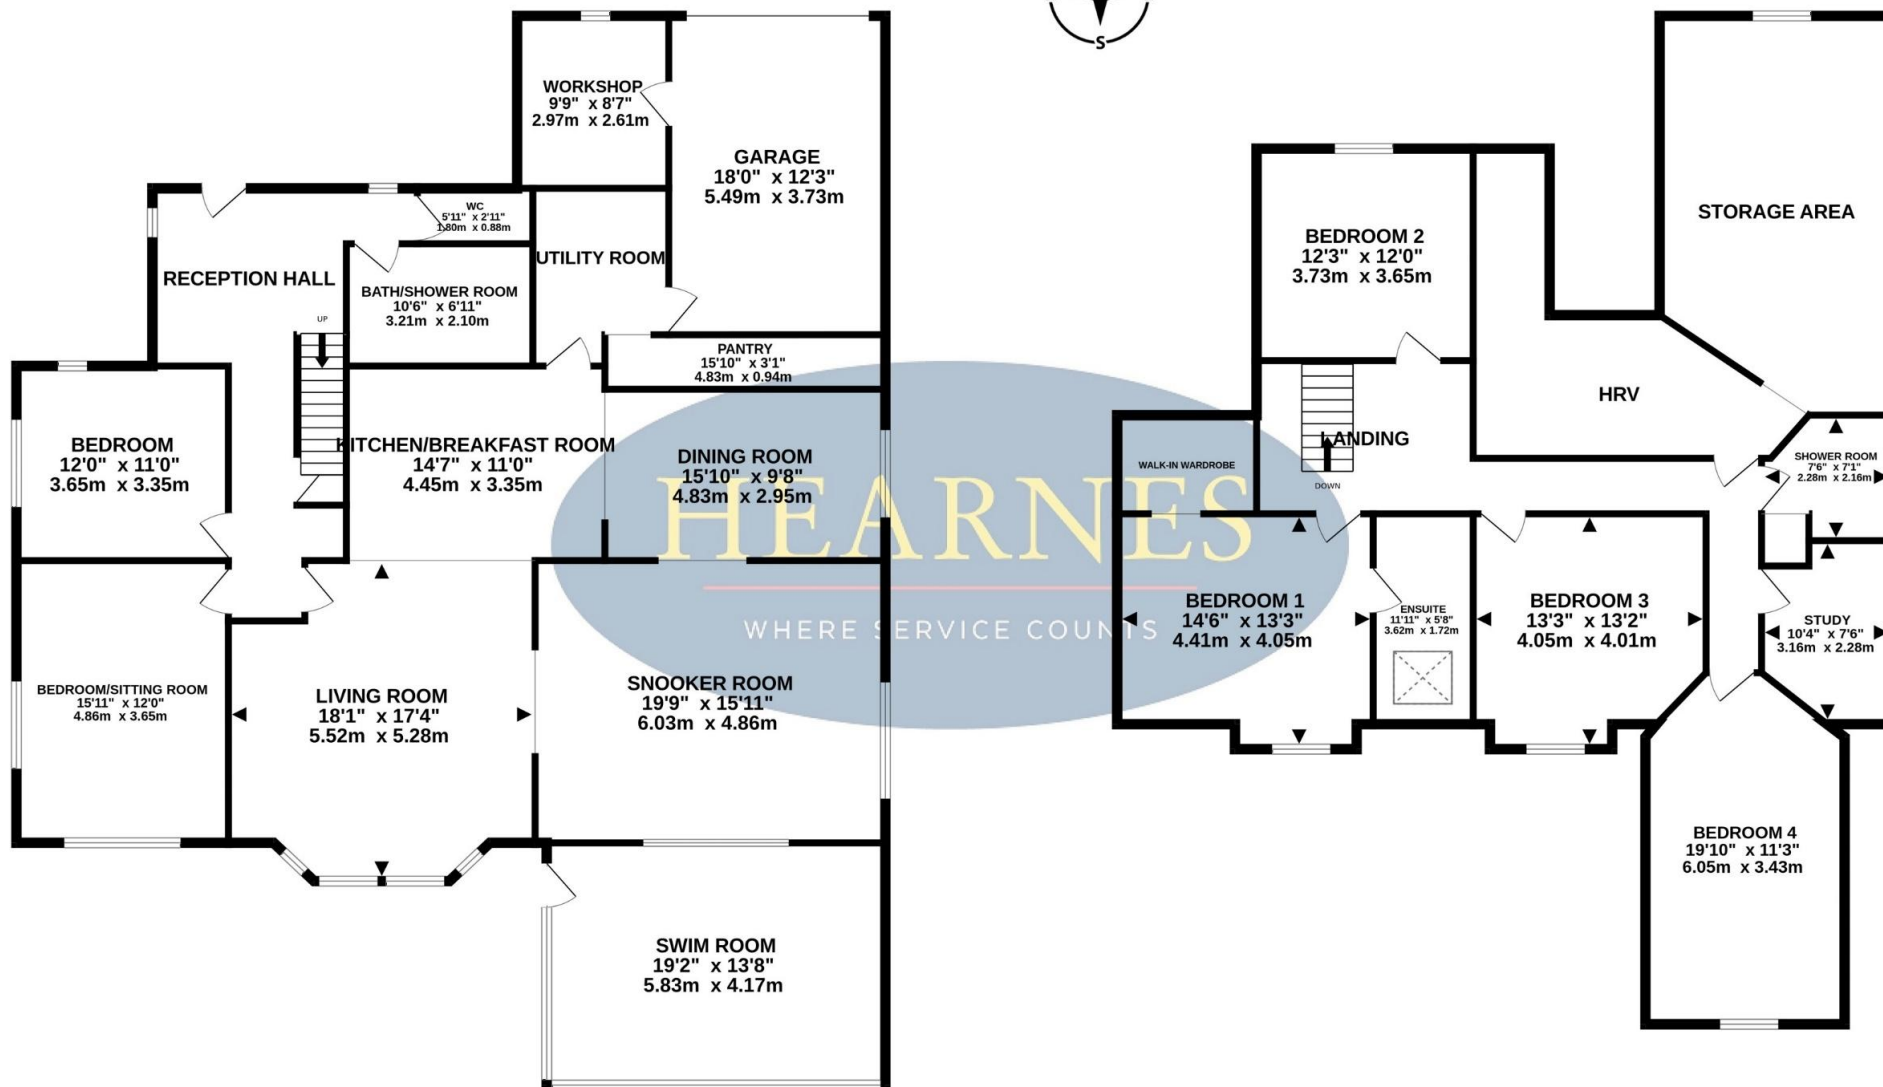 S
WORKSHOP
9'9" x 8'7"
2.97m x 2.61m
GARAGE
18'0" x 12'3"
5.49m x 3.73m
WC
5'11" x 2'11"
1.80m x 0.88m
UTILITY ROOM
RECEPTION HALL
BATH/SHOWER ROOM
10'6" x 6'11"
3.21m x 2.10m
UP
PANTRY
15'10" x 3'1"
4.83m x 0.94m
BEDROOM
12'0" x 11'0"
3.65m x 3.35m
KITCHEN/BREAKFAST ROOM
14'7" x 11'0"
4.45m x 3.35m
DINING ROOM
15'10" x 9'8"
4.83m x 2.95m
BEDROOM/SITTING ROOM
15'11" x 12'0"
4.86m x 3.65m
LIVING ROOM
18'1" x 17'4"
5.52m x 5.28m
SNOOKER ROOM
19'9" x 15'11"
6.03m x 4.86m
SWIM ROOM
19'2" x 13'8"
5.83m x 4.17m
HEARNES
WHERE SERVICE COUNTS
STORAGE AREA
BEDROOM 2
12'3" x 12'0"
3.73m x 3.65m
HRV
LANDING
DOWN
WALK-IN WARDROBE
SHOWER ROOM
7'6" x 7'1"
2.28m x 2.16m
BEDROOM 1
14'6" x 13'3"
4.41m x 4.05m
ENSUITE
11'11" x 5'8"
3.62m x 1.72m
BEDROOM 3
13'3" x 13'2"
4.05m x 4.01m
STUDY
10'4" x 7'6"
3.16m x 2.28m
BEDROOM 4
19'10" x 11'3"
6.05m x 3.43m